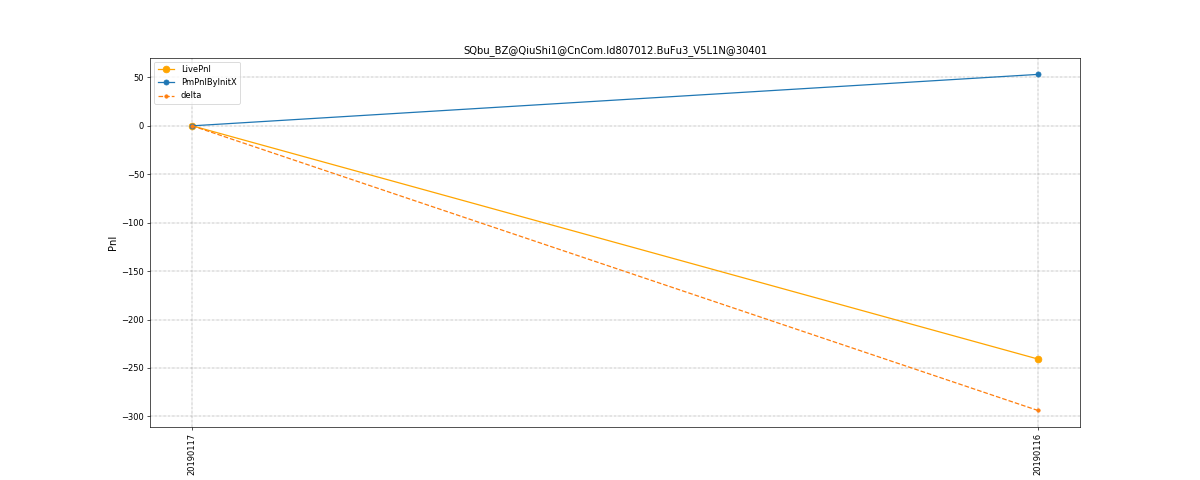 SQbu_BZ@QiuShi1@CnCom.Id807012.BuFu3_V5L1N@30401
LivePnl
PmPnlByInitX
delta
50
0
−50
−100
−150
−200
−250
−300
Pnl
20190117
20190116